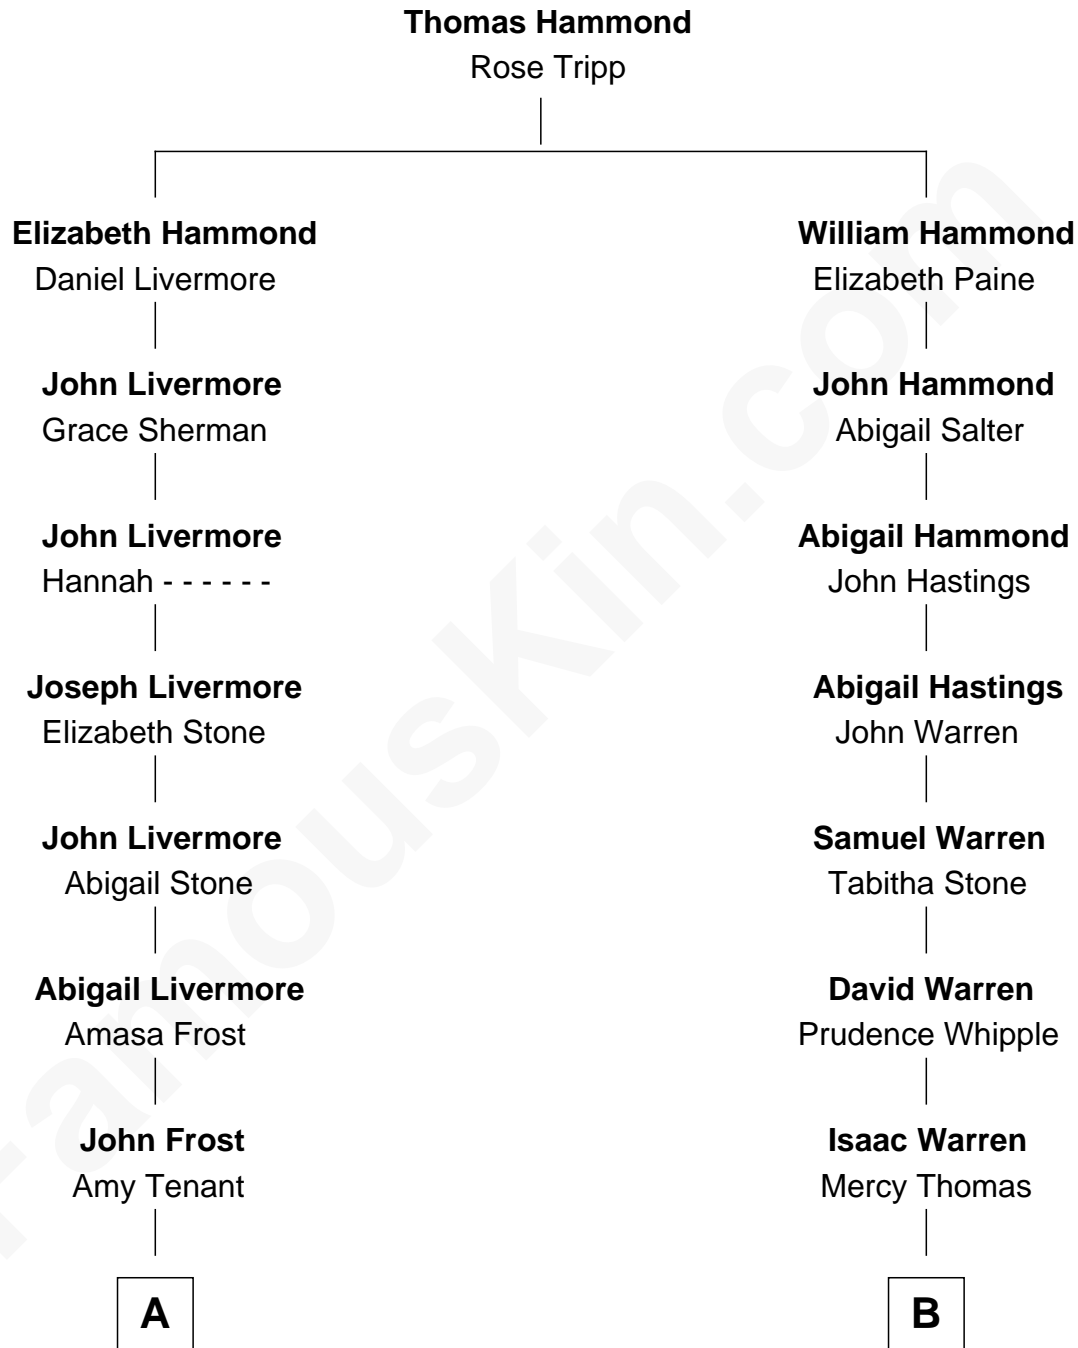 Thomas Hammond
Rose Tripp
Elizabeth Hammond
Daniel Livermore
William Hammond
Elizabeth Paine
John Livermore
Grace Sherman
John Hammond
Abigail Salter
John Livermore
Hannah - - - - - -
Abigail Hammond
John Hastings
Joseph Livermore
Elizabeth Stone
Abigail Hastings
John Warren
John Livermore
Abigail Stone
Samuel Warren
Tabitha Stone
Abigail Livermore
Amasa Frost
David Warren
Prudence Whipple
John Frost
Amy Tenant
Isaac Warren
Mercy Thomas
A
B
FamousKin.com